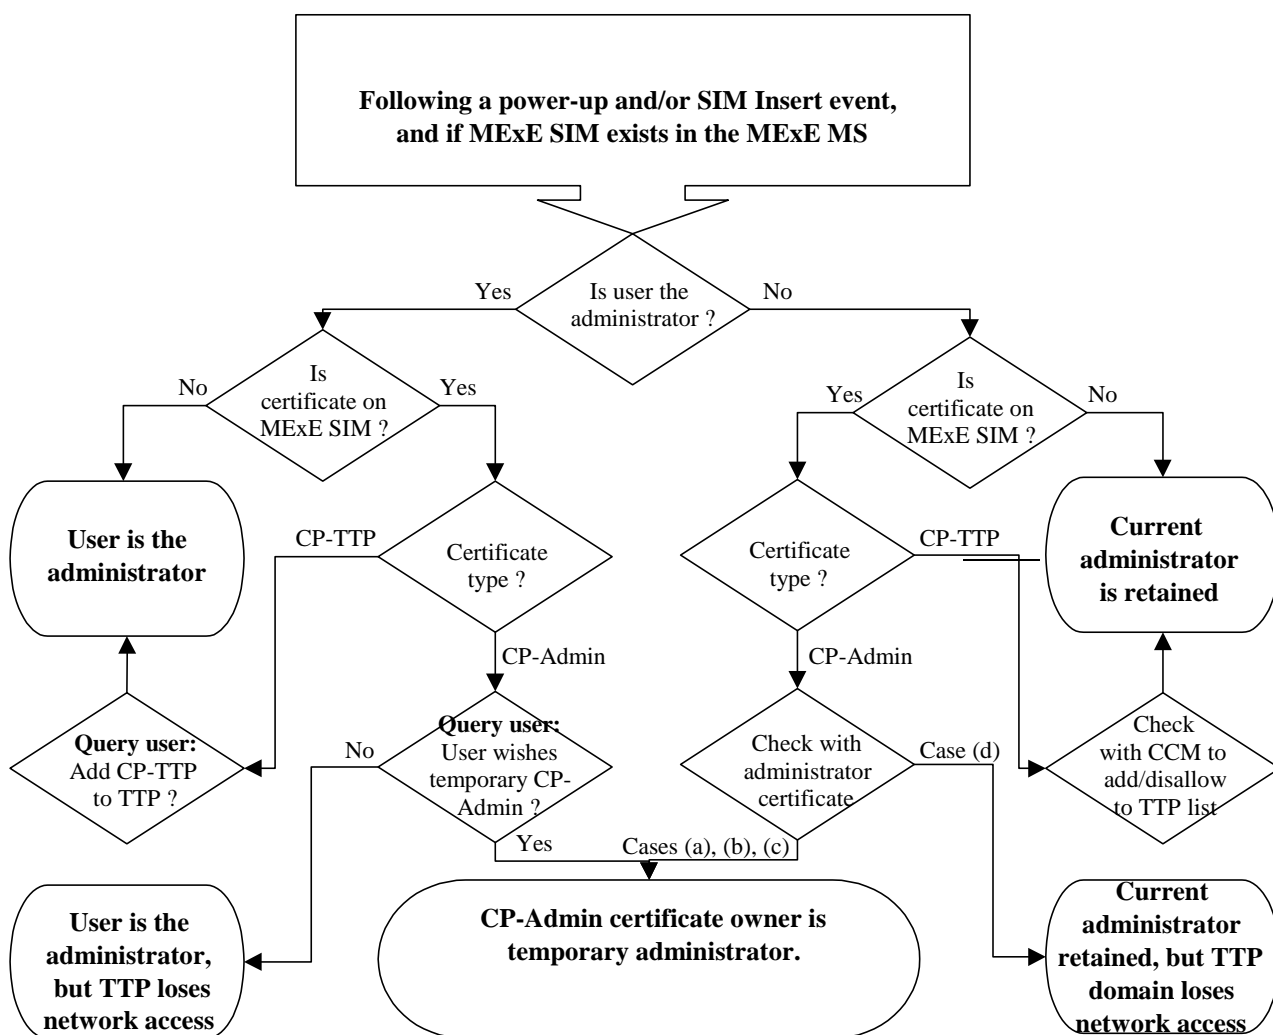 Following a power-up and/or SIM Insert event,
and if MExE SIM exists in the MExE MS
Yes
Is user the
administrator ?
No
No
Is
certificate on
MExE SIM ?
Yes
Yes
Is
certificate on
MExE SIM ?
No
User is the
administrator
CP-TTP
Certificate
type ?
Certificate
type ?
CP-TTP
Current
administrator
is retained
CP-Admin
CP-Admin
Query user:
Add CP-TTP
to TTP ?
No
Query user:
User wishes
temporary CP-
Admin ?
Check with
administrator
certificate
Case (d)
Check
with CCM to
add/disallow
to TTP list
Yes
Cases (a), (b), (c)
User is the
administrator,
but TTP loses
network access
CP-Admin certificate owner is
temporary administrator.
Current
administrator
retained, but TTP
domain loses
network access